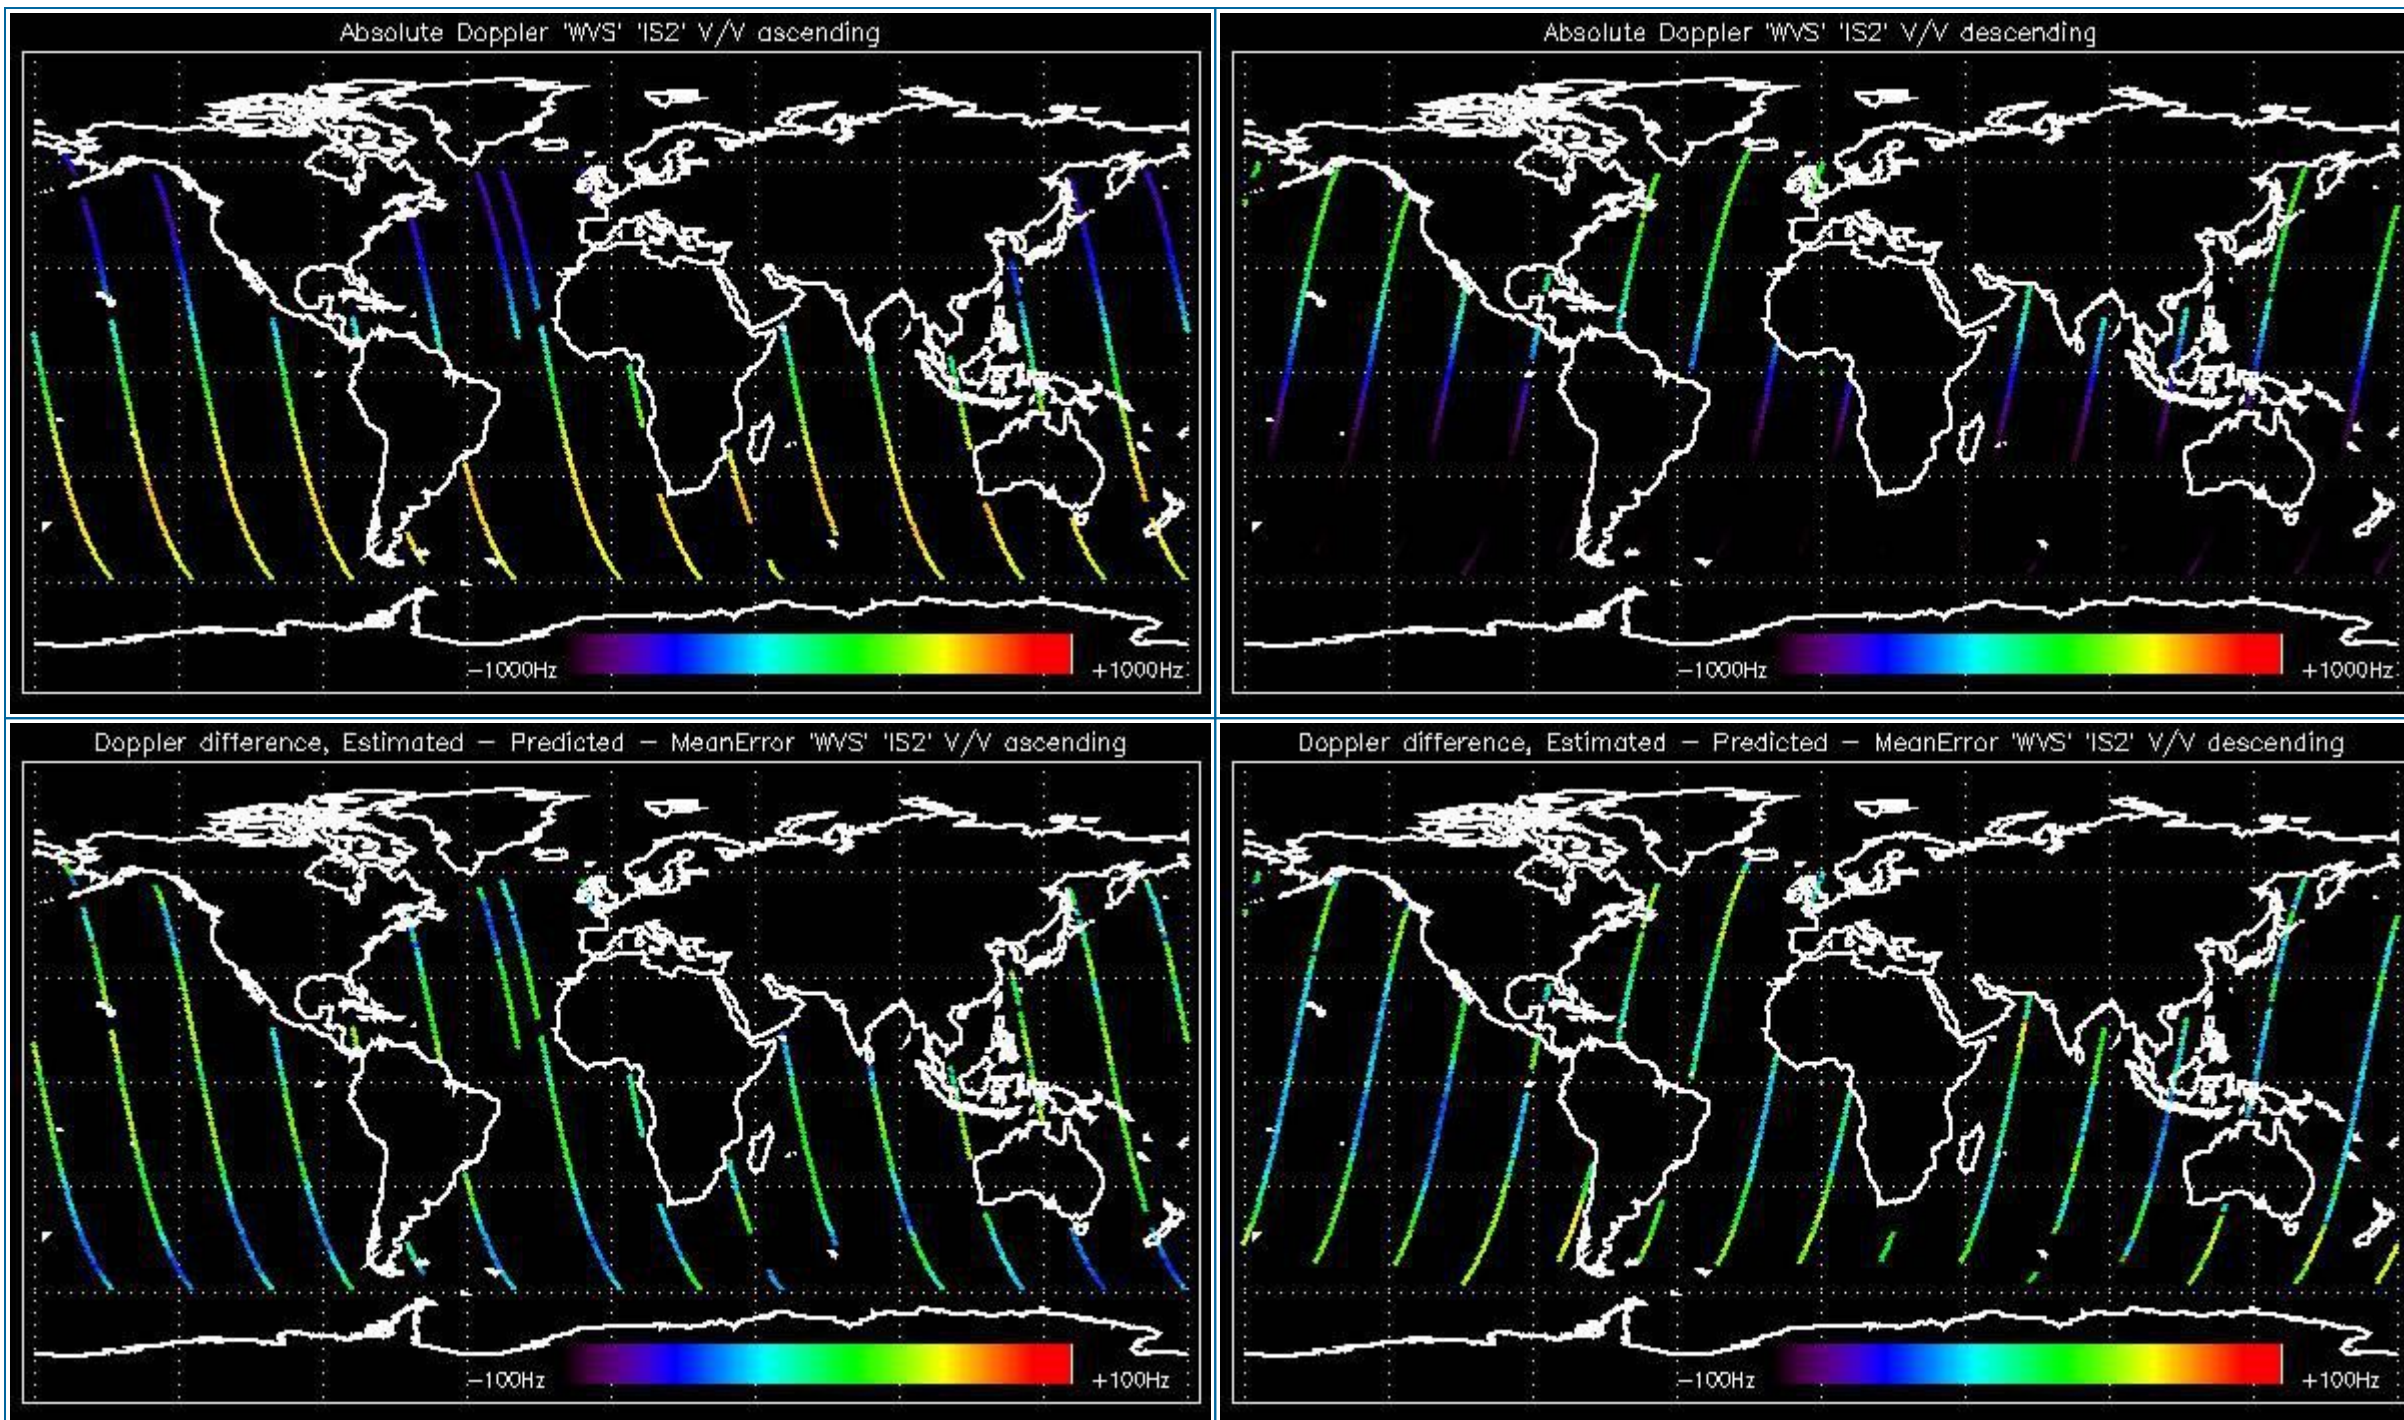 Absolute Doppler 'WVS' 'IS2' V/V ascending
-1000Hz
+1000Hz
Absolute Doppler 'WVS' 'IS2' V/V descending
-1000Hz
+1000Hz
Doppler difference, Estimated - Predicted - MeanError 'WVS' 'IS2' V/V ascending
-100Hz
+100Hz
Doppler difference, Estimated - Predicted - MeanError 'WVS' 'IS2' V/V descending
-100Hz
+100Hz